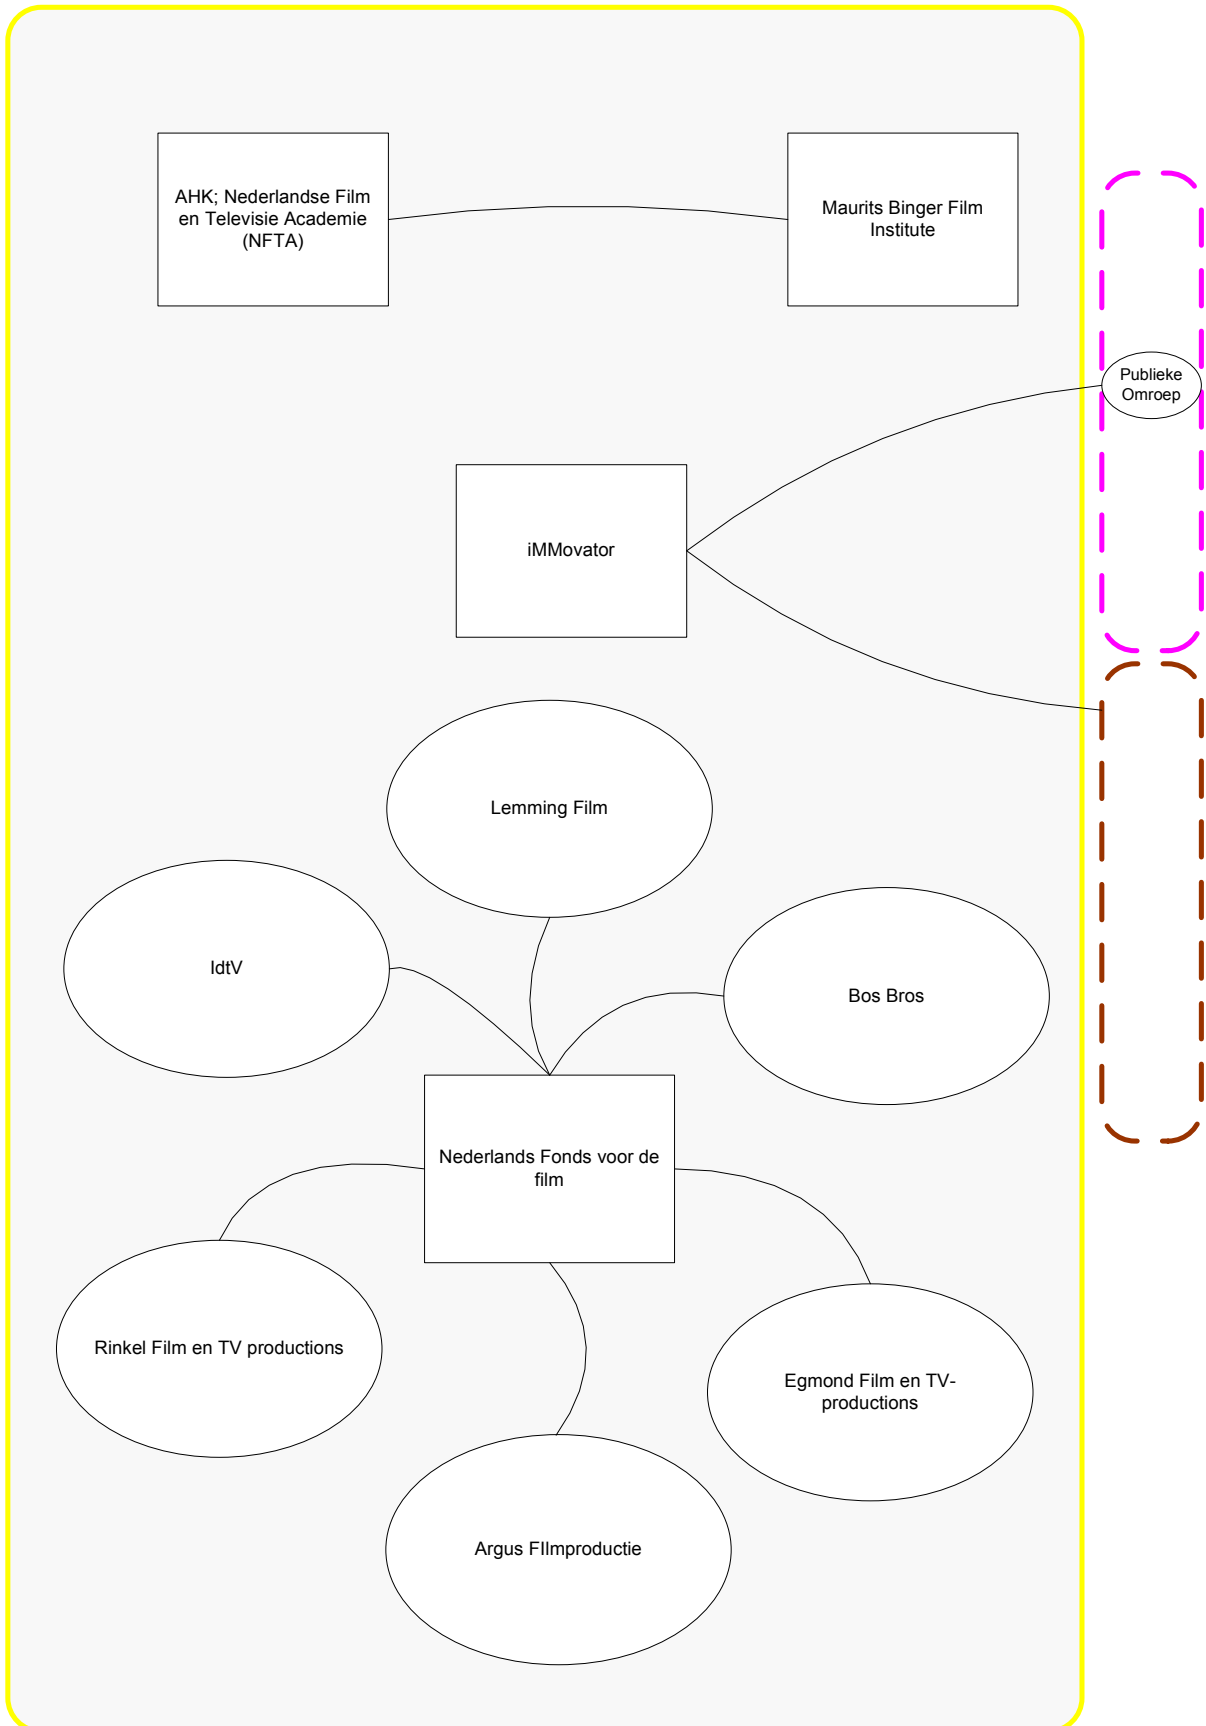 AHK; Nederlandse Film
en Televisie Academie
(NFTA)
Maurits Binger Film
Institute
Publieke
Omroep
iMMovator
Lemming Film
IdtV
Bos Bros
Nederlands Fonds voor de
film
Rinkel Film en TV productions
Egmond Film en TV-
productions
Argus FIlmproductie